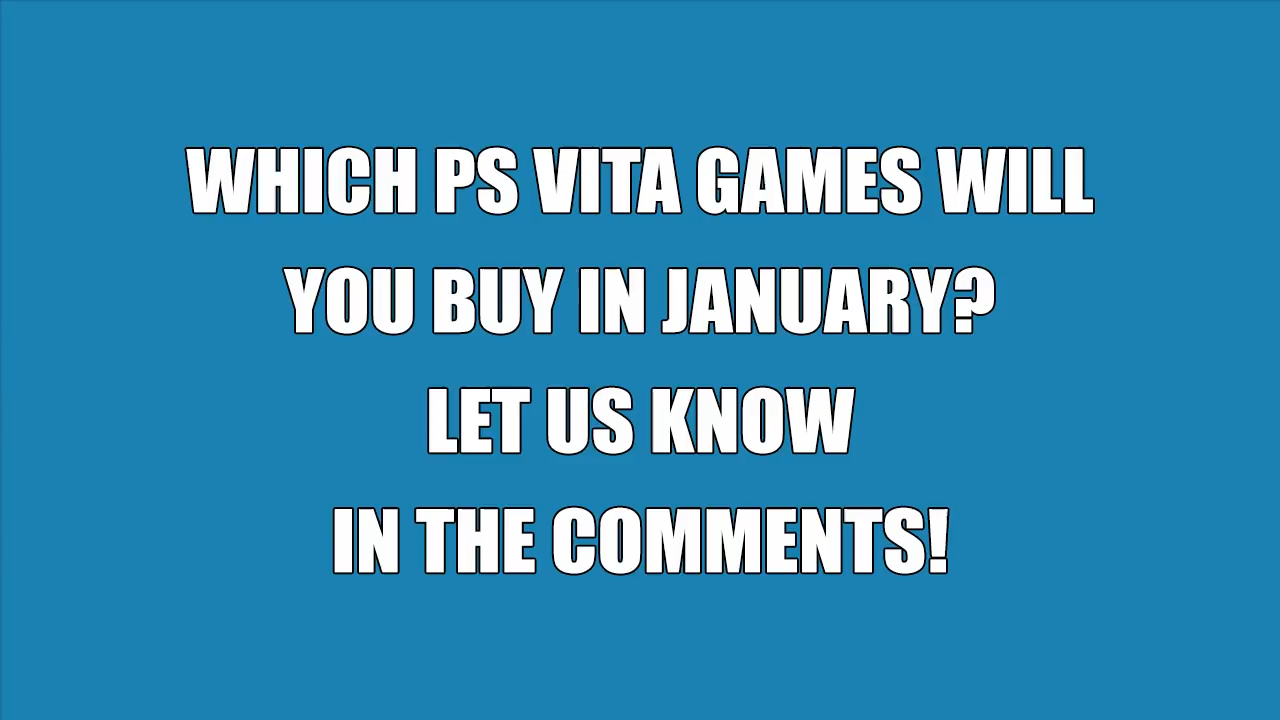 WHICH PS VITA GAMES WILL
YOU BUY IN JANUARY?
LET US KNOW
IN THE COMMENTS!